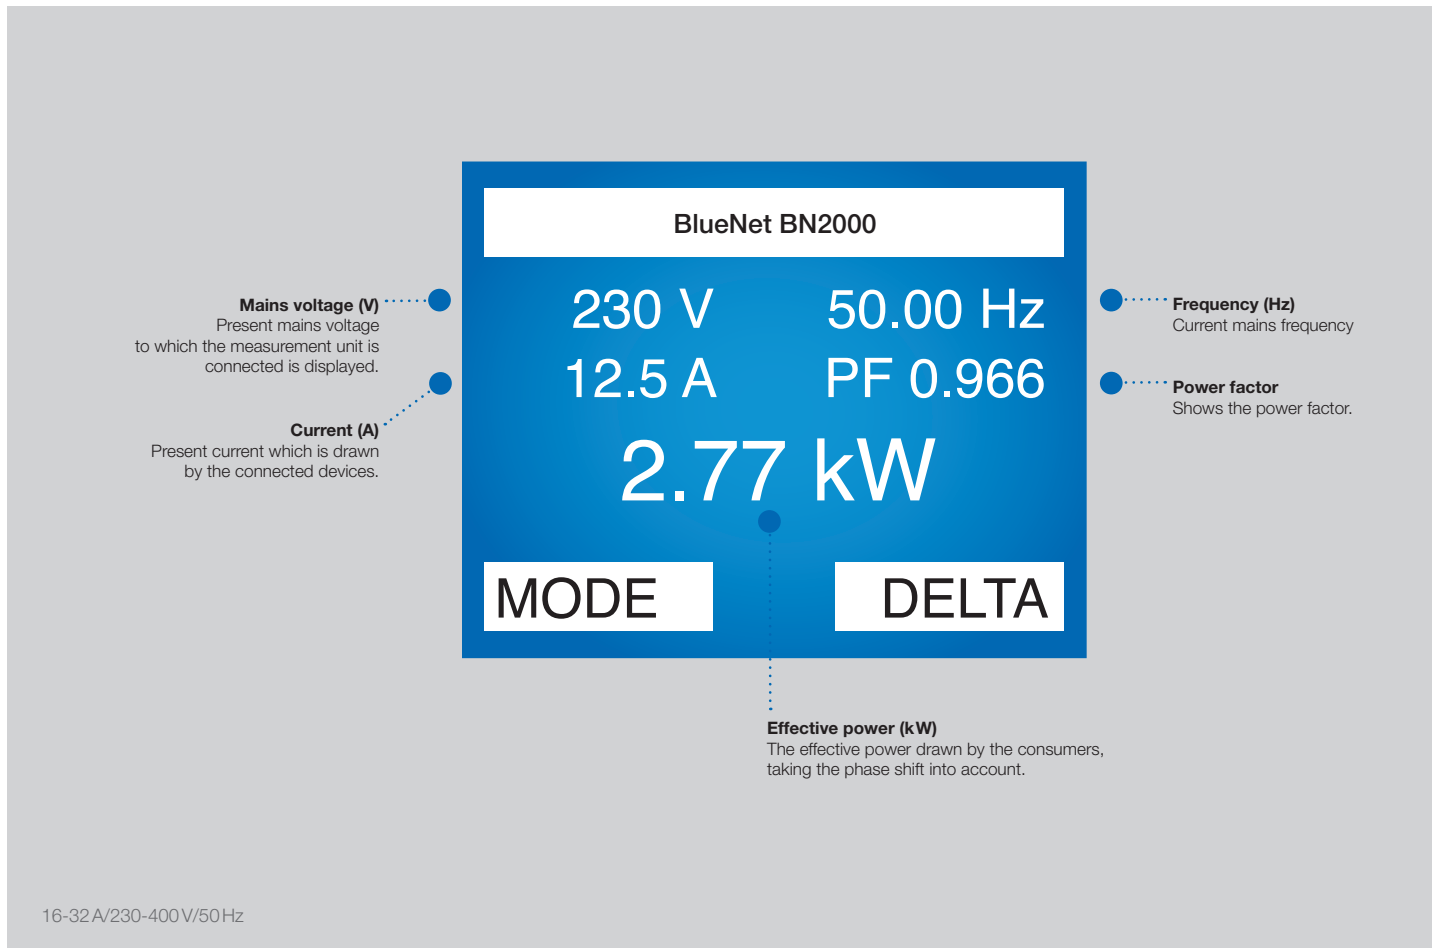 BlueNet BN2000
230 V
50.00 Hz
12.5 A
PF 0.966
2.77 kW
MODE
DELTA
Mains voltage (V)
Present mains voltage
to which the measurement unit is
connected is displayed.
Current (A)
Present current which is drawn
by the connected devices.
Frequency (Hz)
Current mains frequency
Power factor
Shows the power factor.
Effective power (kW)
The effective power drawn by the consumers,
taking the phase shift into account.
16-32 A/230-400 V/50 Hz